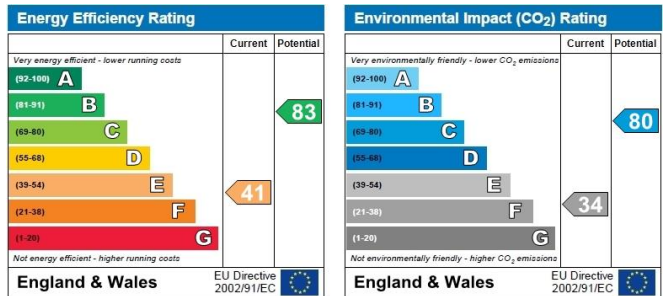 Energy Efficiency Rating
Current Potential
Very energy efficient - lower running costs
(92-100) A
(81-91) B
(69-80) C
(55-68) D
(39-54) E
(21-38) F
(1-20) G
83
41
Not energy efficient - higher running costs
England & Wales
EU Directive
2002/91/EC
Environmental Impact (CO₂) Rating
Current Potential
Very environmentally friendly - lower CO₂ emissions
(92-100) A
(81-91) B
(69-80) C
(55-68) D
(39-54) E
(21-38) F
(1-20) G
80
34
Not environmentally friendly - higher CO₂ emissions
England & Wales
EU Directive
2002/91/EC